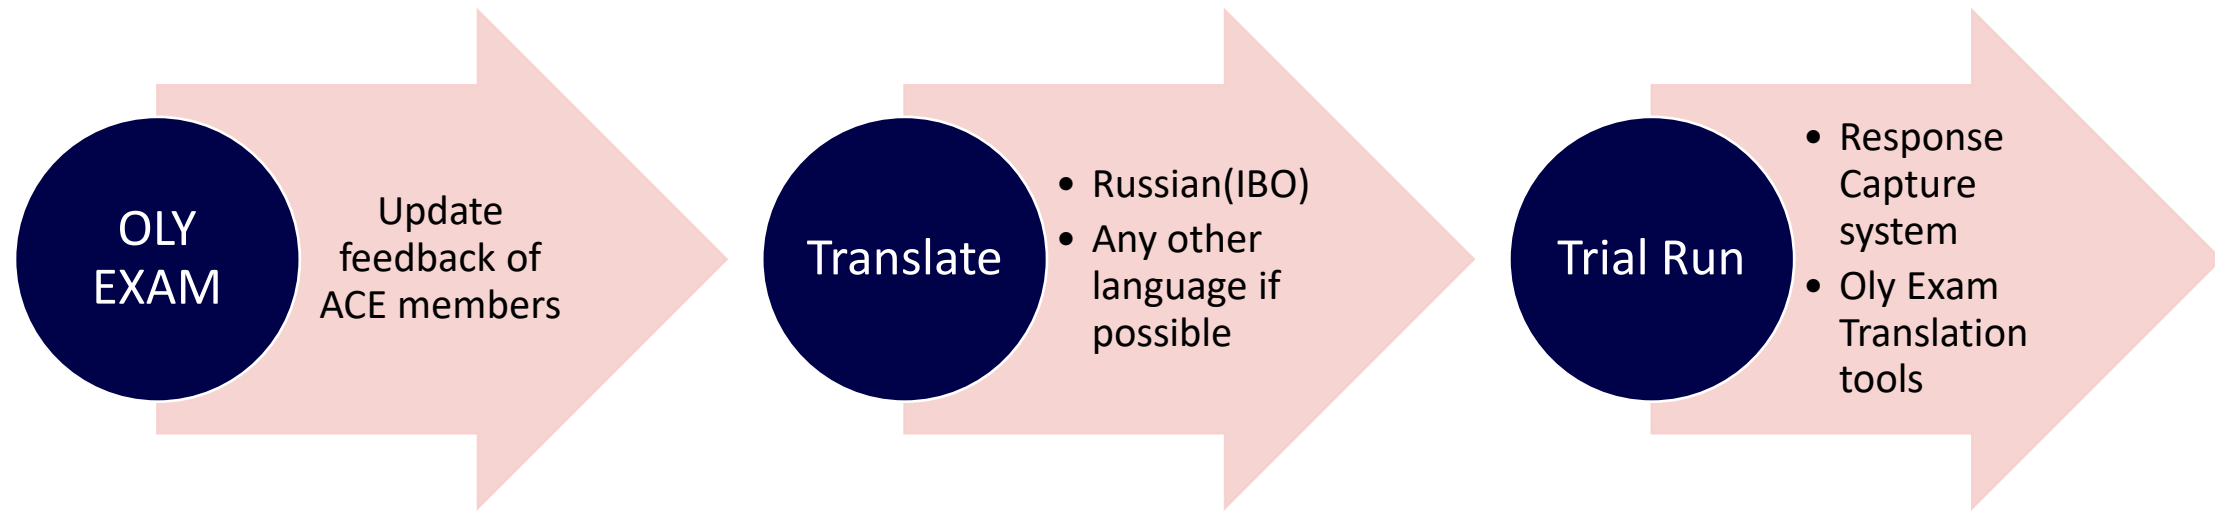 OLY
EXAM
Update
feedback of
ACE members
Translate
• Russian(IBO)
• Any other
language if
possible
Trial Run
• Response
Capture
system
• Oly Exam
Translation
tools